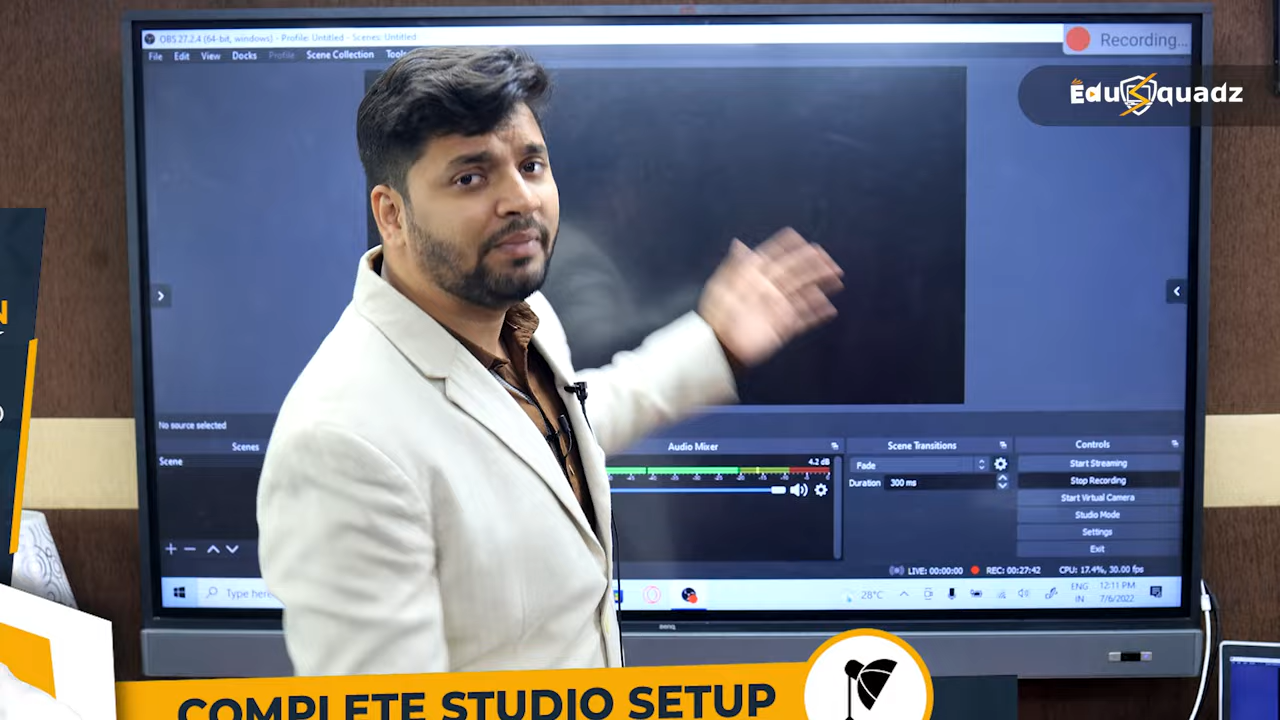 OBS 27.2.4 (64-bit, windows) - Profile: Untitled - Scenes: Untitled
Recording...
File Edit View Docks Profile Scene Collection Tools
EduSquadz
N
No source selected
Scenes
Scene
Audio Mixer
4.2 dB
Scene Transitions
Fade
Duration 300 ms
Controls
Start Streaming
Stop Recording
Start Virtual Camera
Studio Mode
Settings
Exit
LIVE: 00:00:00 REC: 00:27:42 CPU: 17.4%, 30.00 fps
Type here
28°C
ENG
IN
12:11 PM
7/6/2022
BenQ
COMPLETE STUDIO SETUP